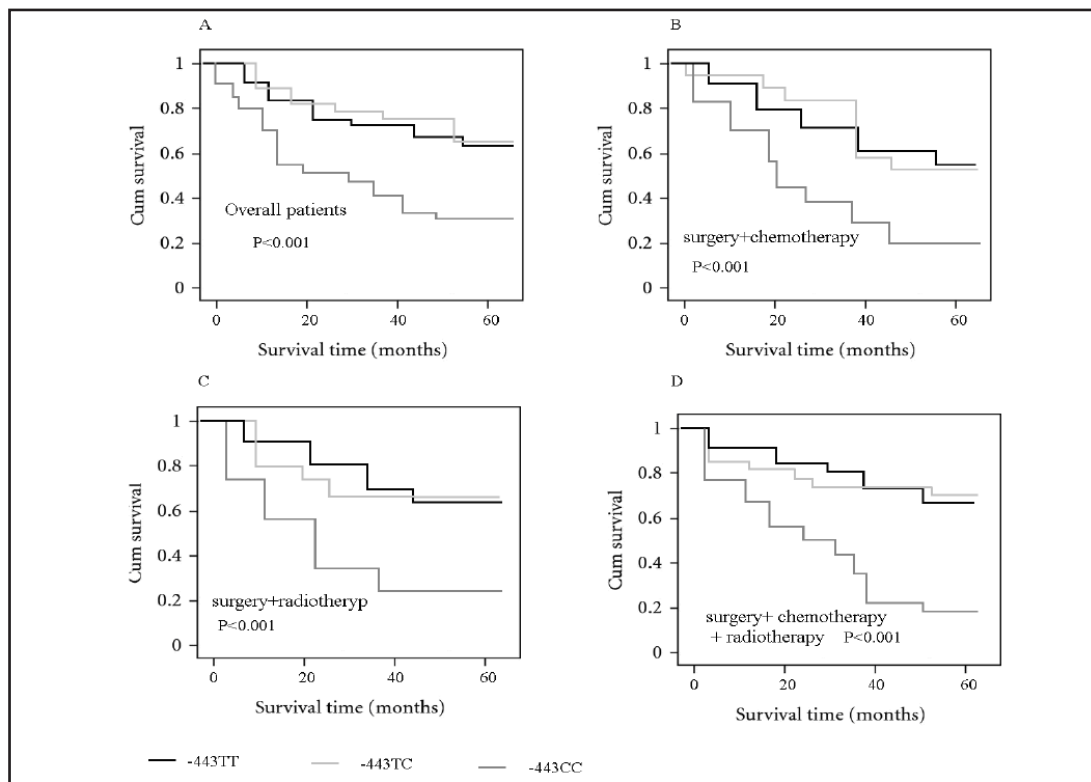 A
Cum survival
1
0.8
0.6
0.4
0.2
0
Overall patients
P<0.001
0 20 40 60
Survival time (months)
B
Cum survival
1
0.8
0.6
0.4
0.2
0
surgery+chemotherapy
P<0.001
0 20 40 60
Survival time (months)
C
Cum survival
1
0.8
0.6
0.4
0.2
0
surgery+radiotheryp
P<0.001
0 20 40 60
Survival time (months)
D
Cum survival
1
0.8
0.6
0.4
0.2
0
surgery+ chemotherapy
+ radiotherapy P<0.001
0 20 40 60
Survival time (months)
-443TT -443TC -443CC